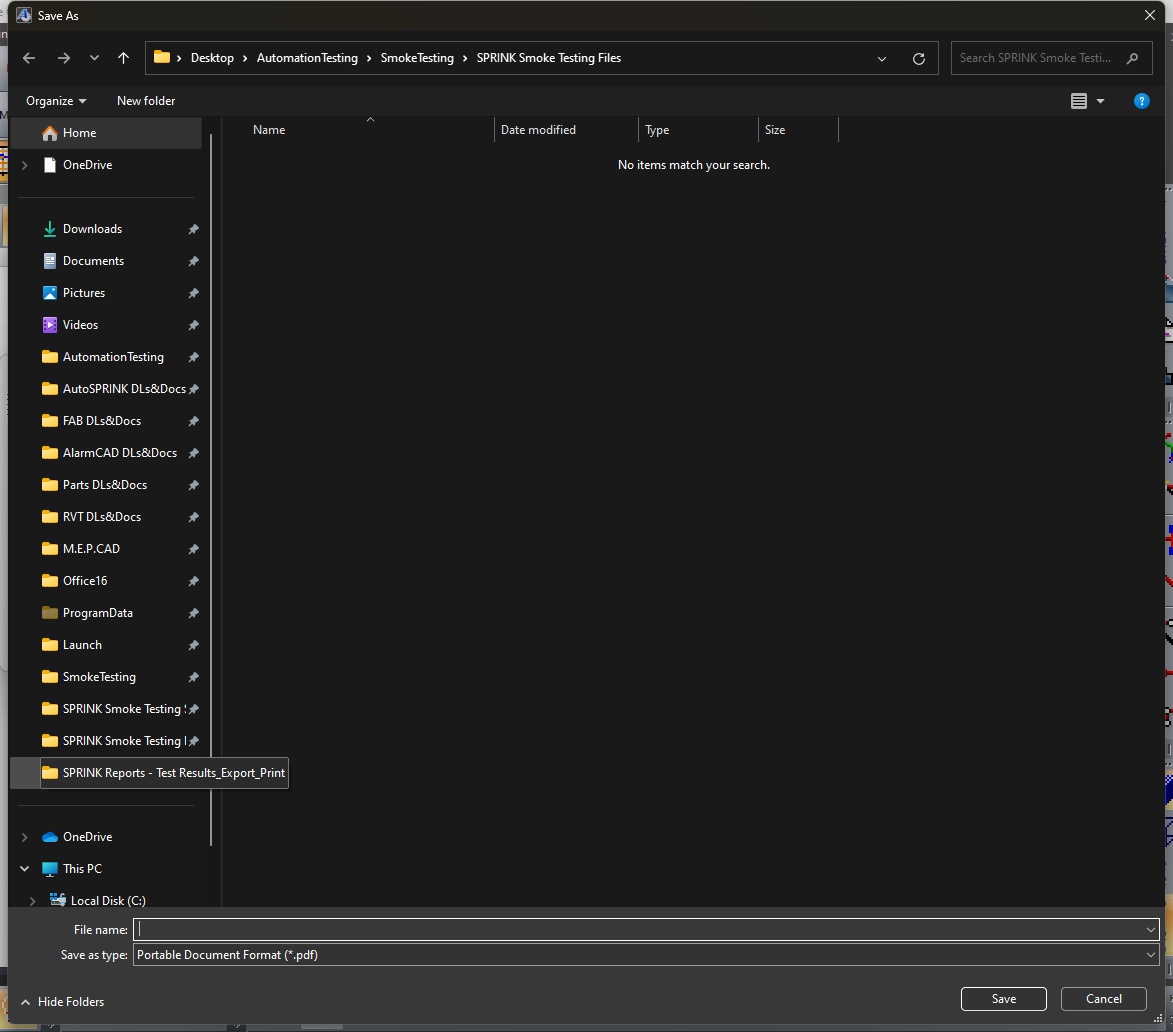 Save As
Desktop > AutomationTesting > SmokeTesting > SPRINK Smoke Testing Files
Search SPRINK Smoke Testi...
Organize
New folder
?
Name
Date modified
Type
Size
No items match your search.
Home
OneDrive
Downloads
Documents
Pictures
Videos
AutomationTesting
AutoSPRINK DLs&Docs
FAB DLs&Docs
AlarmCAD DLs&Docs
Parts DLs&Docs
RVT DLs&Docs
M.E.P.CAD
Office16
ProgramData
Launch
SmokeTesting
SPRINK Smoke Testing
SPRINK Smoke Testing
SPRINK Reports - Test Results_Export_Print
OneDrive
This PC
Local Disk (C:)
File name:
Save as type: Portable Document Format (*.pdf)
Hide Folders
Save
Cancel